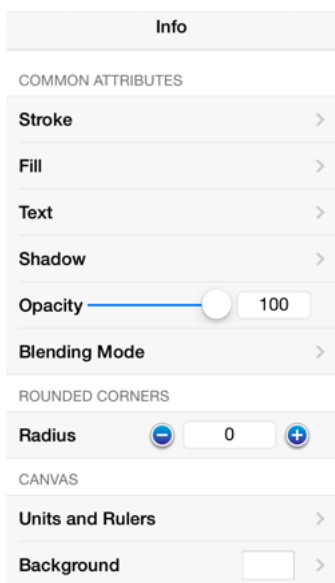 Info
COMMON ATTRIBUTES
Stroke
Fill
Text
Shadow
Opacity 100
Blending Mode
ROUNDED CORNERS
Radius 0
CANVAS
Units and Rulers
Background